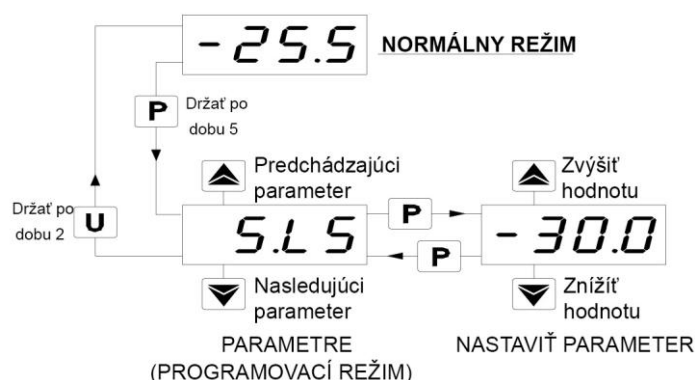 -25.5
NORMÁLNY REŽIM
P
Držať po
dobu 5
Predchádzajúci
parameter
Zvýšiť
hodnotu
Držať po
dobu 2
U
S.LS
P
P
-30.0
Nasledujúci
parameter
Znížíť
hodnotu
PARAMETRE
(PROGRAMOVACÍ REŽIM)
NASTAVIŤ PARAMETER